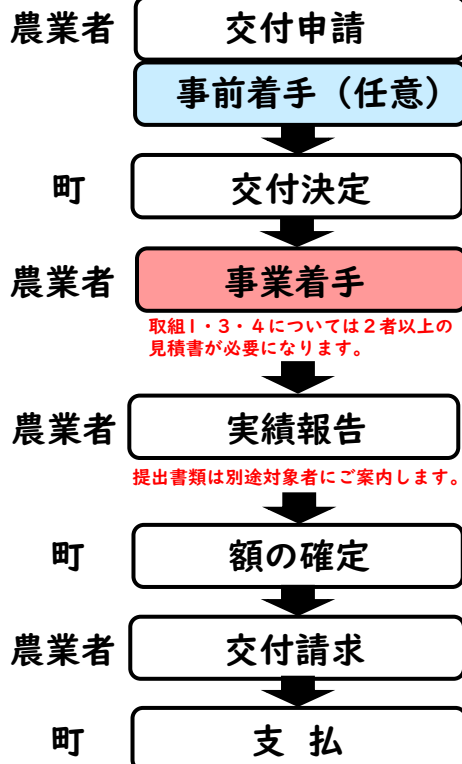 農業者 交付申請
事前着手（任意）
町 交付決定
農業者 事業着手
取組1・3・4については２者以上の
見積書が必要になります。
農業者 実績報告
提出書類は別途対象者にご案内します。
町 額の確定
農業者 交付請求
町 支 払